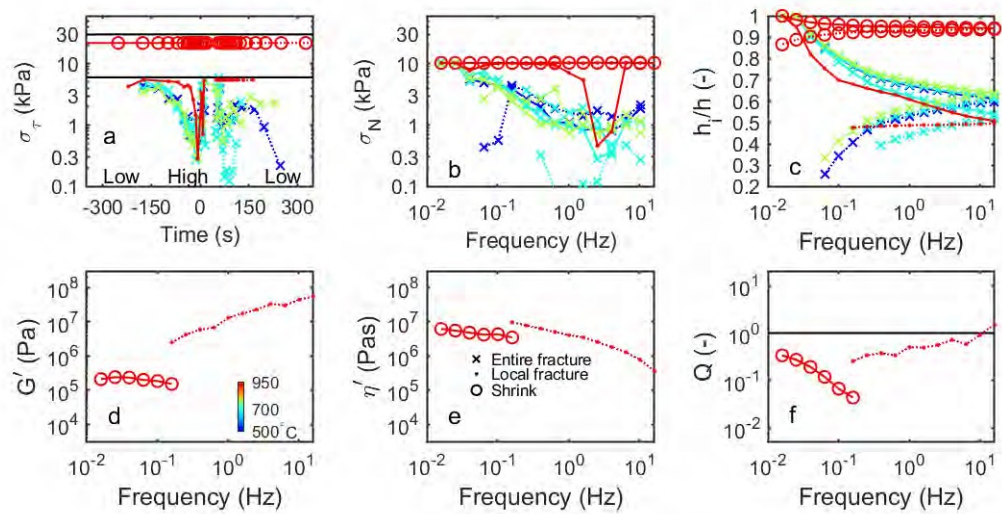 30
10
3
1
0.3
0.1
σ_τ (kPa)
a
Low
High
Low
-300 -150 0 150 300
Time (s)
30
10
3
1
0.3
0.1
σ_N (kPa)
b
10^-2 10^-1 10^0 10^1
Frequency (Hz)
1
0.9
0.8
0.7
0.6
0.5
0.4
0.3
0.2
h_i/h (-)
c
10^-2 10^-1 10^0 10^1
Frequency (Hz)
10^8
10^7
10^6
10^5
10^4
G' (Pa)
d
950
700
500°C
10^-2 10^-1 10^0 10^1
Frequency (Hz)
10^8
10^7
10^6
10^5
10^4
η' (Pas)
× Entire fracture
· Local fracture
○ Shrink
e
10^-2 10^-1 10^0 10^1
Frequency (Hz)
10^1
10^0
10^-1
10^-2
Q (-)
f
10^-2 10^-1 10^0 10^1
Frequency (Hz)